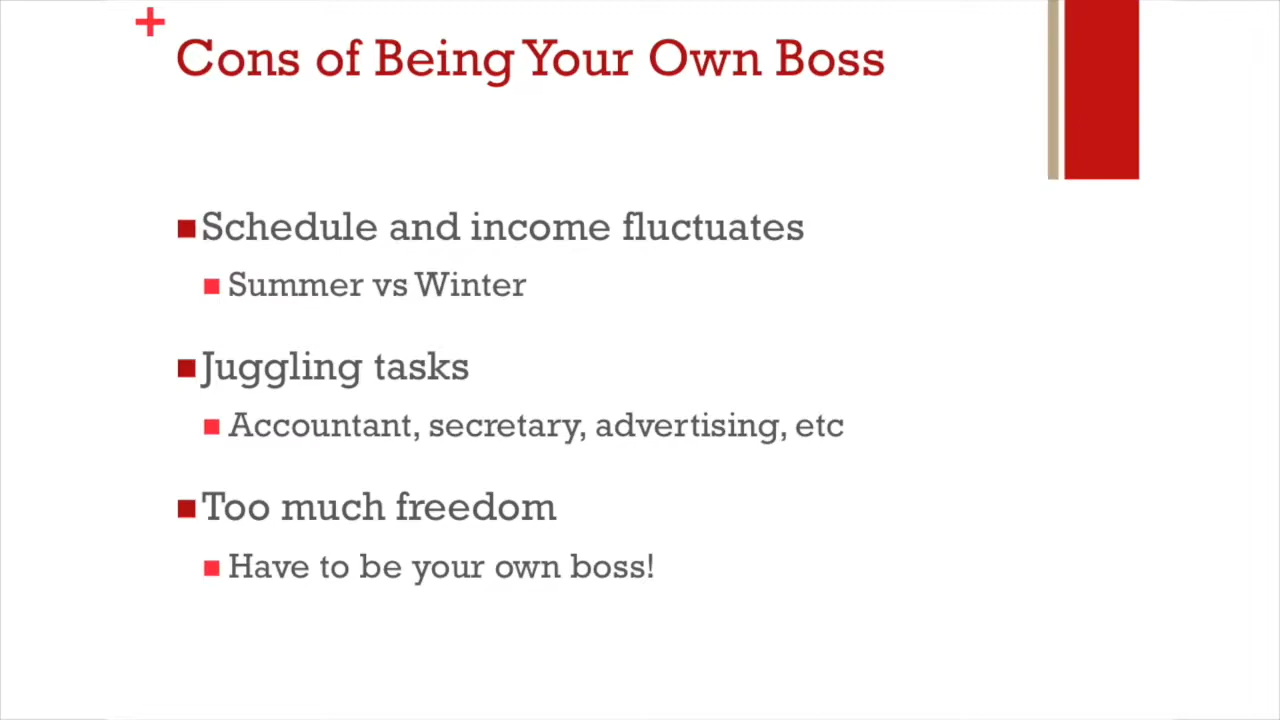 Cons of Being Your Own Boss
Schedule and income fluctuates
Summer vs Winter
Juggling tasks
Accountant, secretary, advertising, etc
Too much freedom
Have to be your own boss!